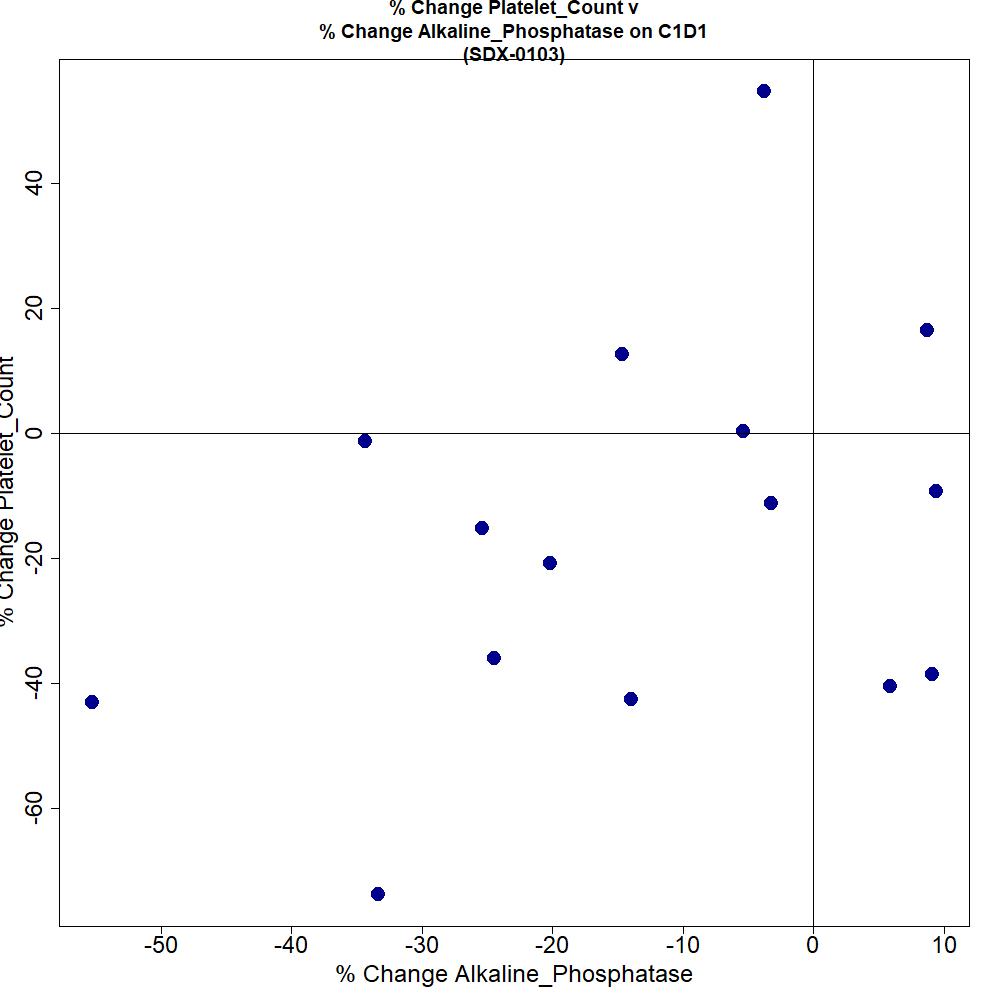 % Change Platelet_Count v
% Change Alkaline_Phosphatase on C1D1
(SDX-0103)
% Change Platelet_Count
40
20
0
-20
-40
-60
-50
-40
-30
-20
-10
0
10
% Change Alkaline_Phosphatase